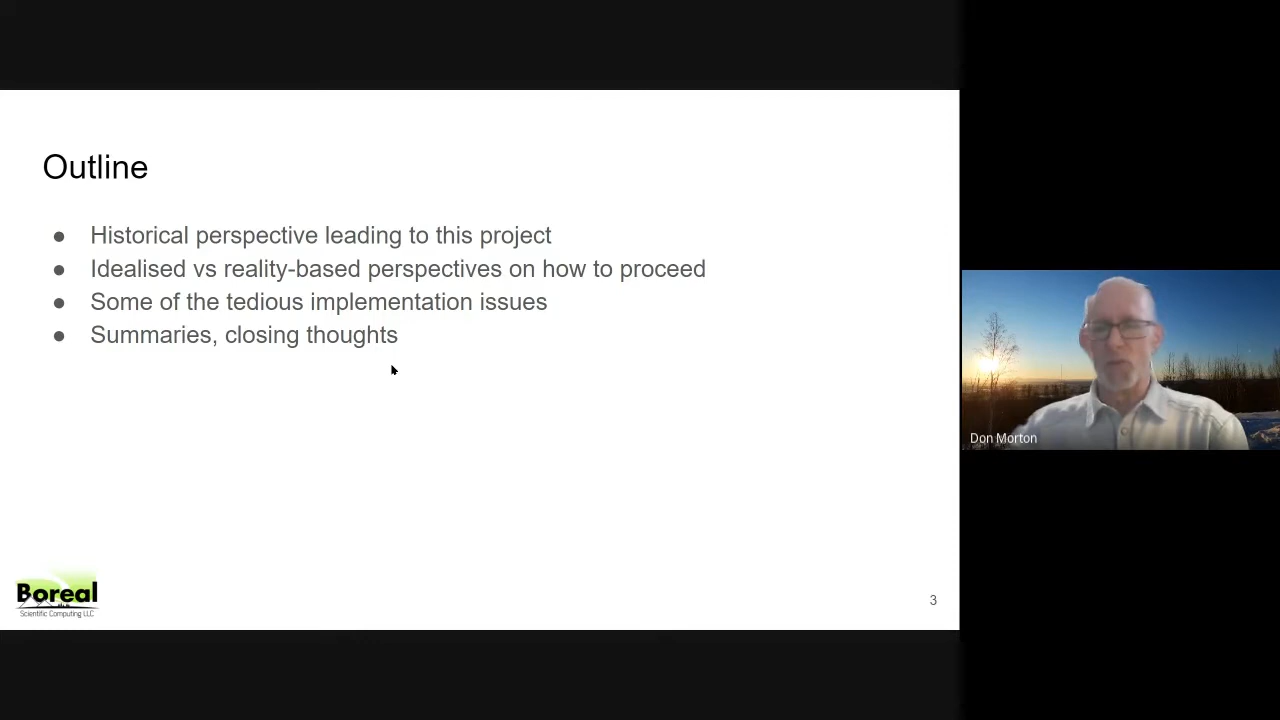 Outline
● Historical perspective leading to this project
● Idealised vs reality-based perspectives on how to proceed
● Some of the tedious implementation issues
● Summaries, closing thoughts
Don Morton
Boreal
Scientific Computing LLC
3